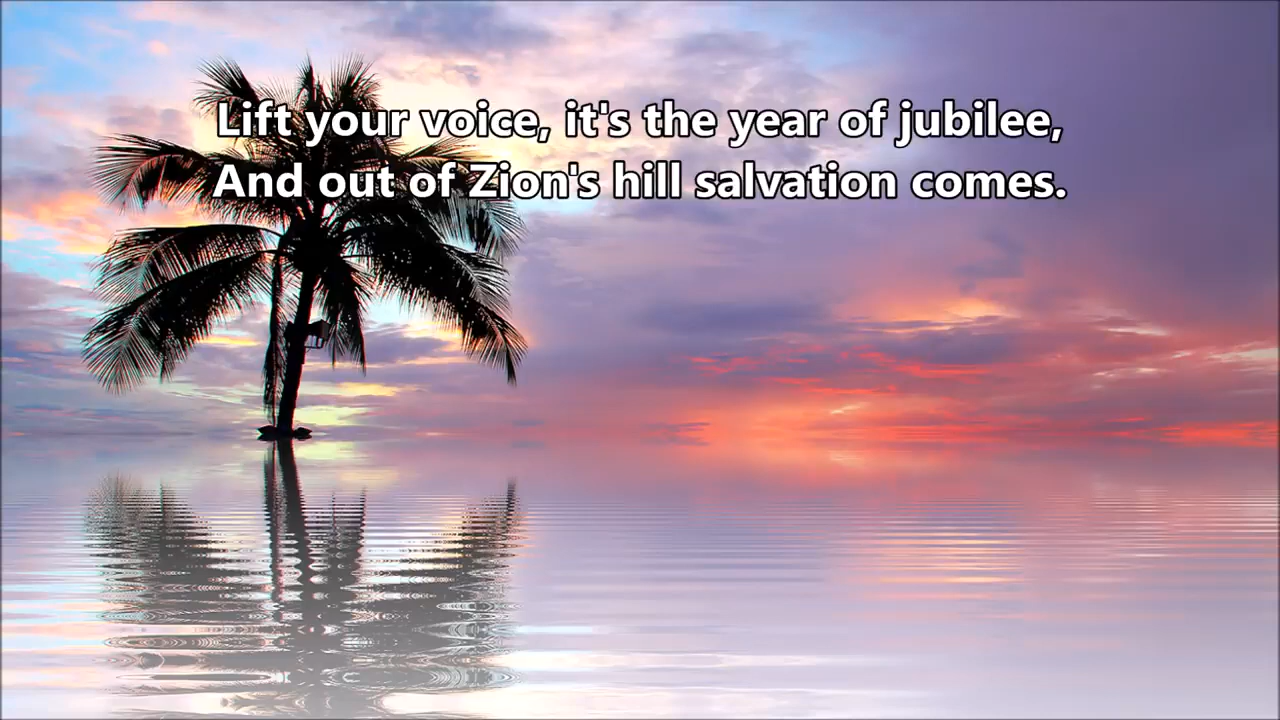 Lift your voice, it's the year of jubilee,
And out of Zion's hill salvation comes.